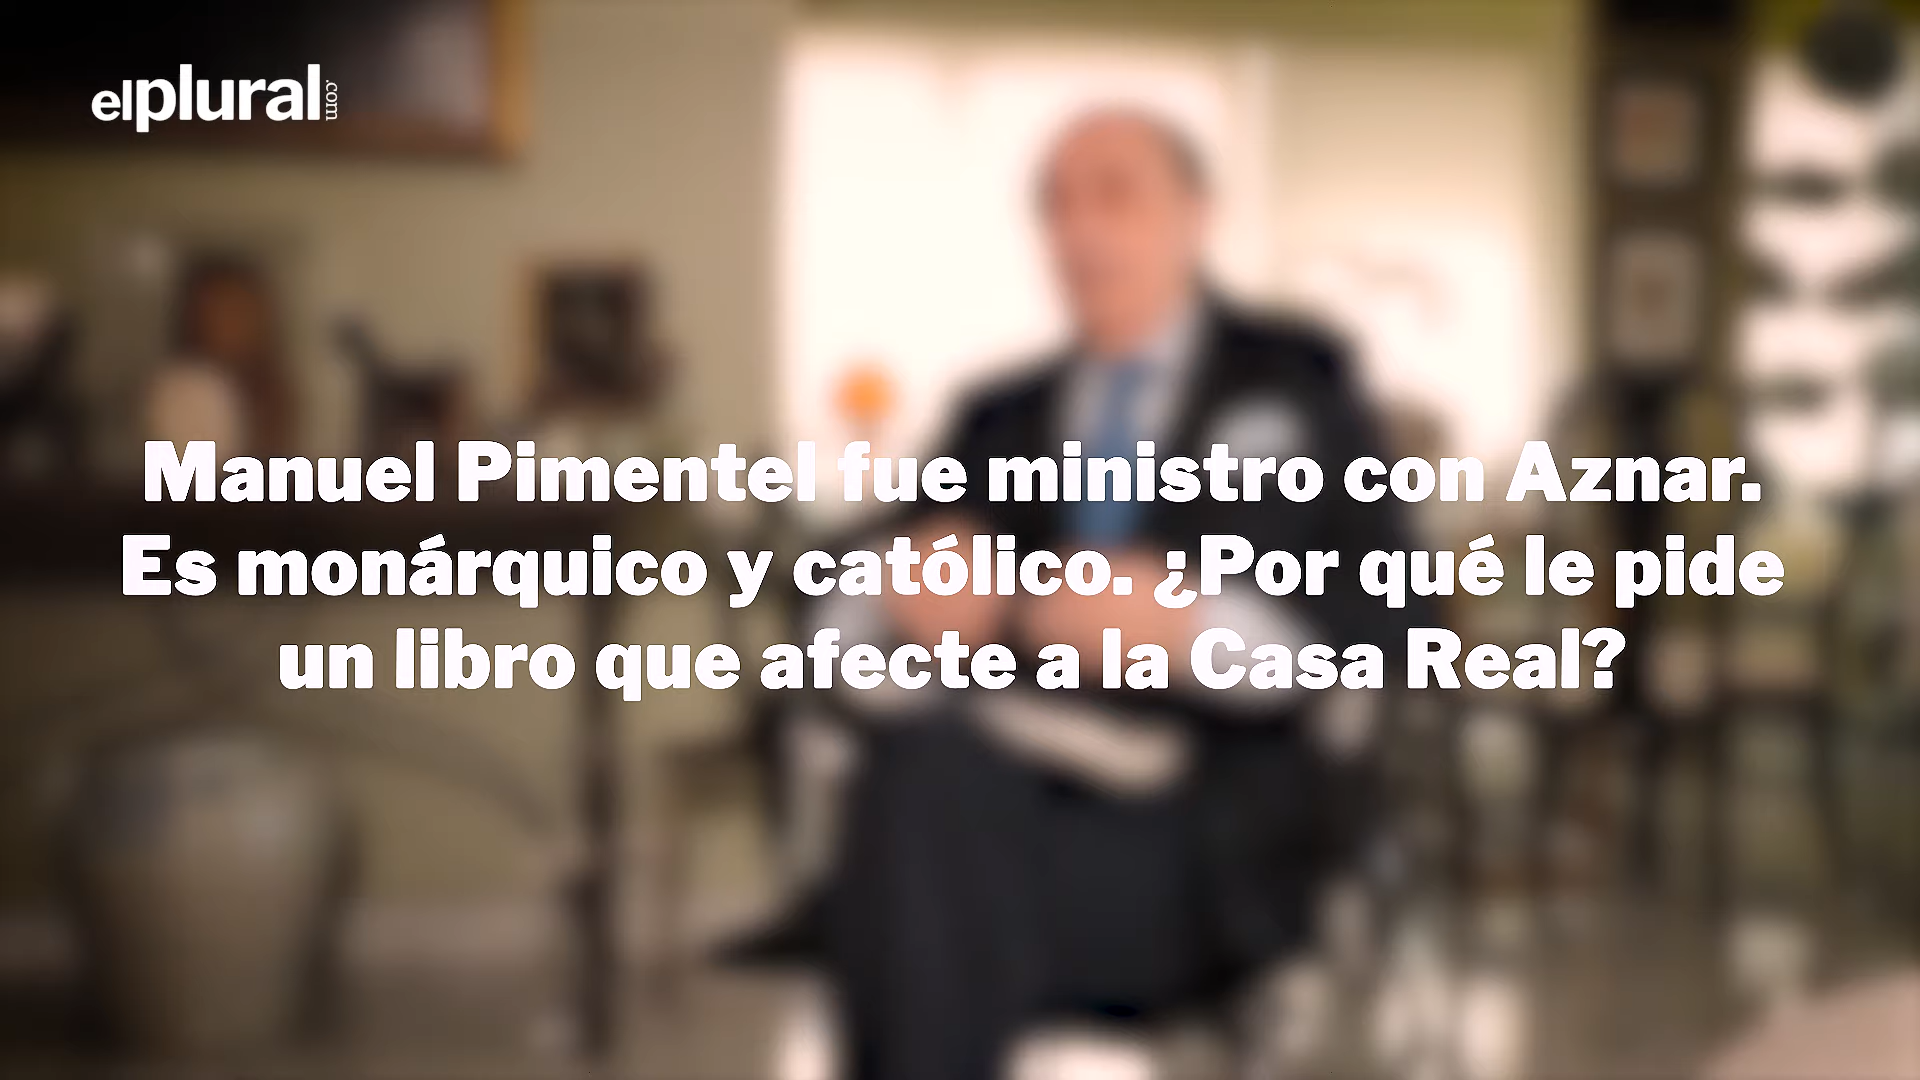 elplural.com
Manuel Pimentel fue ministro con Aznar.
Es monárquico y católico. ¿Por qué le pide
un libro que afecte a la Casa Real?